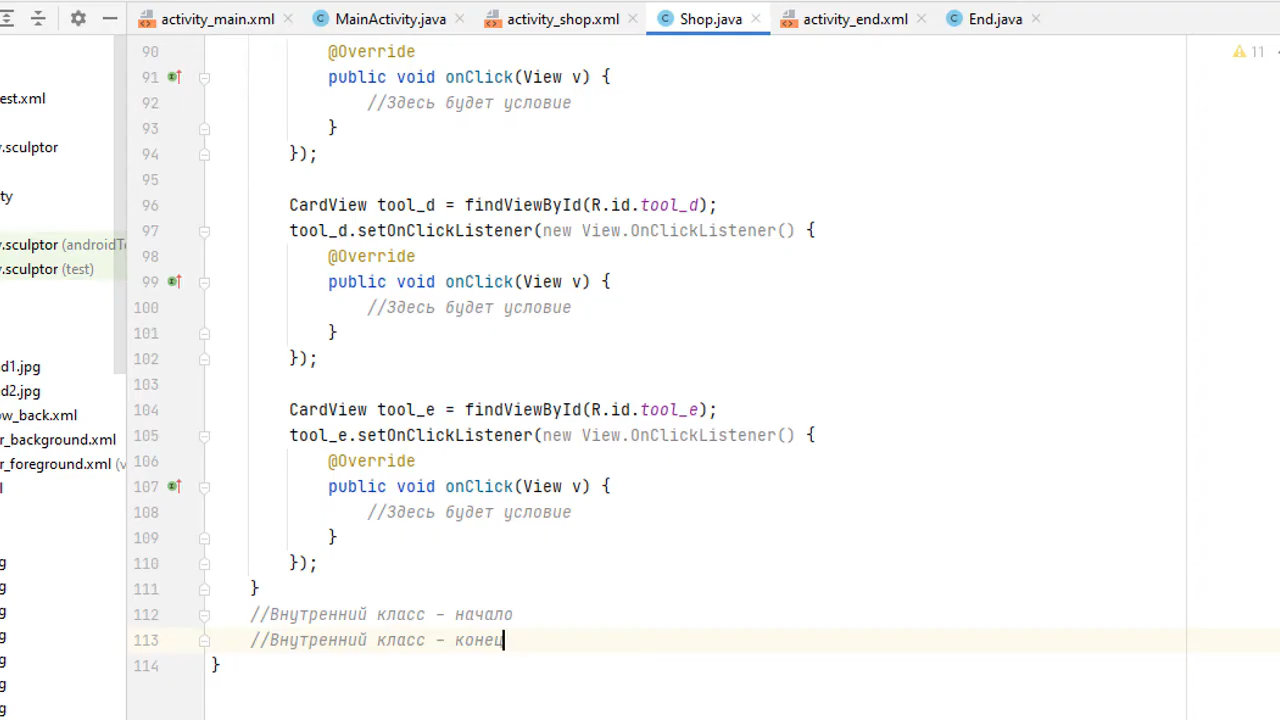 activity_main.xml MainActivity.java activity_shop.xml Shop.java activity_end.xml End.java
11
est.xml
.sculptor
ty
.sculptor (androidTe
.sculptor (test)
d1.jpg
d2.jpg
ow_back.xml
r_background.xml
r_foreground.xml (v
l
g
g
g
g
g
g
g
90 @Override
91 public void onClick(View v) {
92 //Здесь будет условие
93 }
94 });
95
96 CardView tool_d = findViewById(R.id.tool_d);
97 tool_d.setOnClickListener(new View.OnClickListener() {
98 @Override
99 public void onClick(View v) {
100 //Здесь будет условие
101 }
102 });
103
104 CardView tool_e = findViewById(R.id.tool_e);
105 tool_e.setOnClickListener(new View.OnClickListener() {
106 @Override
107 public void onClick(View v) {
108 //Здесь будет условие
109 }
110 });
111 }
112 //Внутренний класс - начало
113 //Внутренний класс - конец
114 }